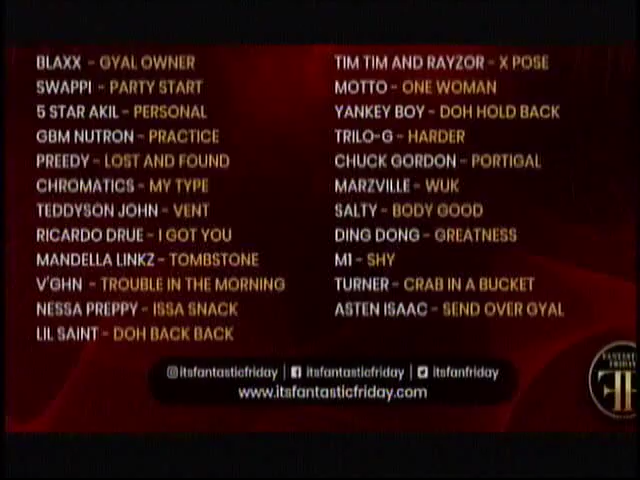 BLAXX - GYAL OWNER
SWAPPI - PARTY START
5 STAR AKIL - PERSONAL
GBM NUTRON - PRACTICE
PREEDY - LOST AND FOUND
CHROMATICS - MY TYPE
TEDDYSON JOHN - VENT
RICARDO DRUE - I GOT YOU
MANDELLA LINKZ - TOMBSTONE
V'GHN - TROUBLE IN THE MORNING
NESSA PREPPY - ISSA SNACK
LIL SAINT - DOH BACK BACK
TIM TIM AND RAYZOR - X POSE
MOTTO - ONE WOMAN
YANKEY BOY - DOH HOLD BACK
TRILO-G - HARDER
CHUCK GORDON - PORTIGAL
MARZVILLE - WUK
SALTY - BODY GOOD
DING DONG - GREATNESS
M1 - SHY
TURNER - CRAB IN A BUCKET
ASTEN ISAAC - SEND OVER GYAL
itsfantasticfriday | itsfantasticfriday | itsfanfriday
www.itsfantasticfriday.com